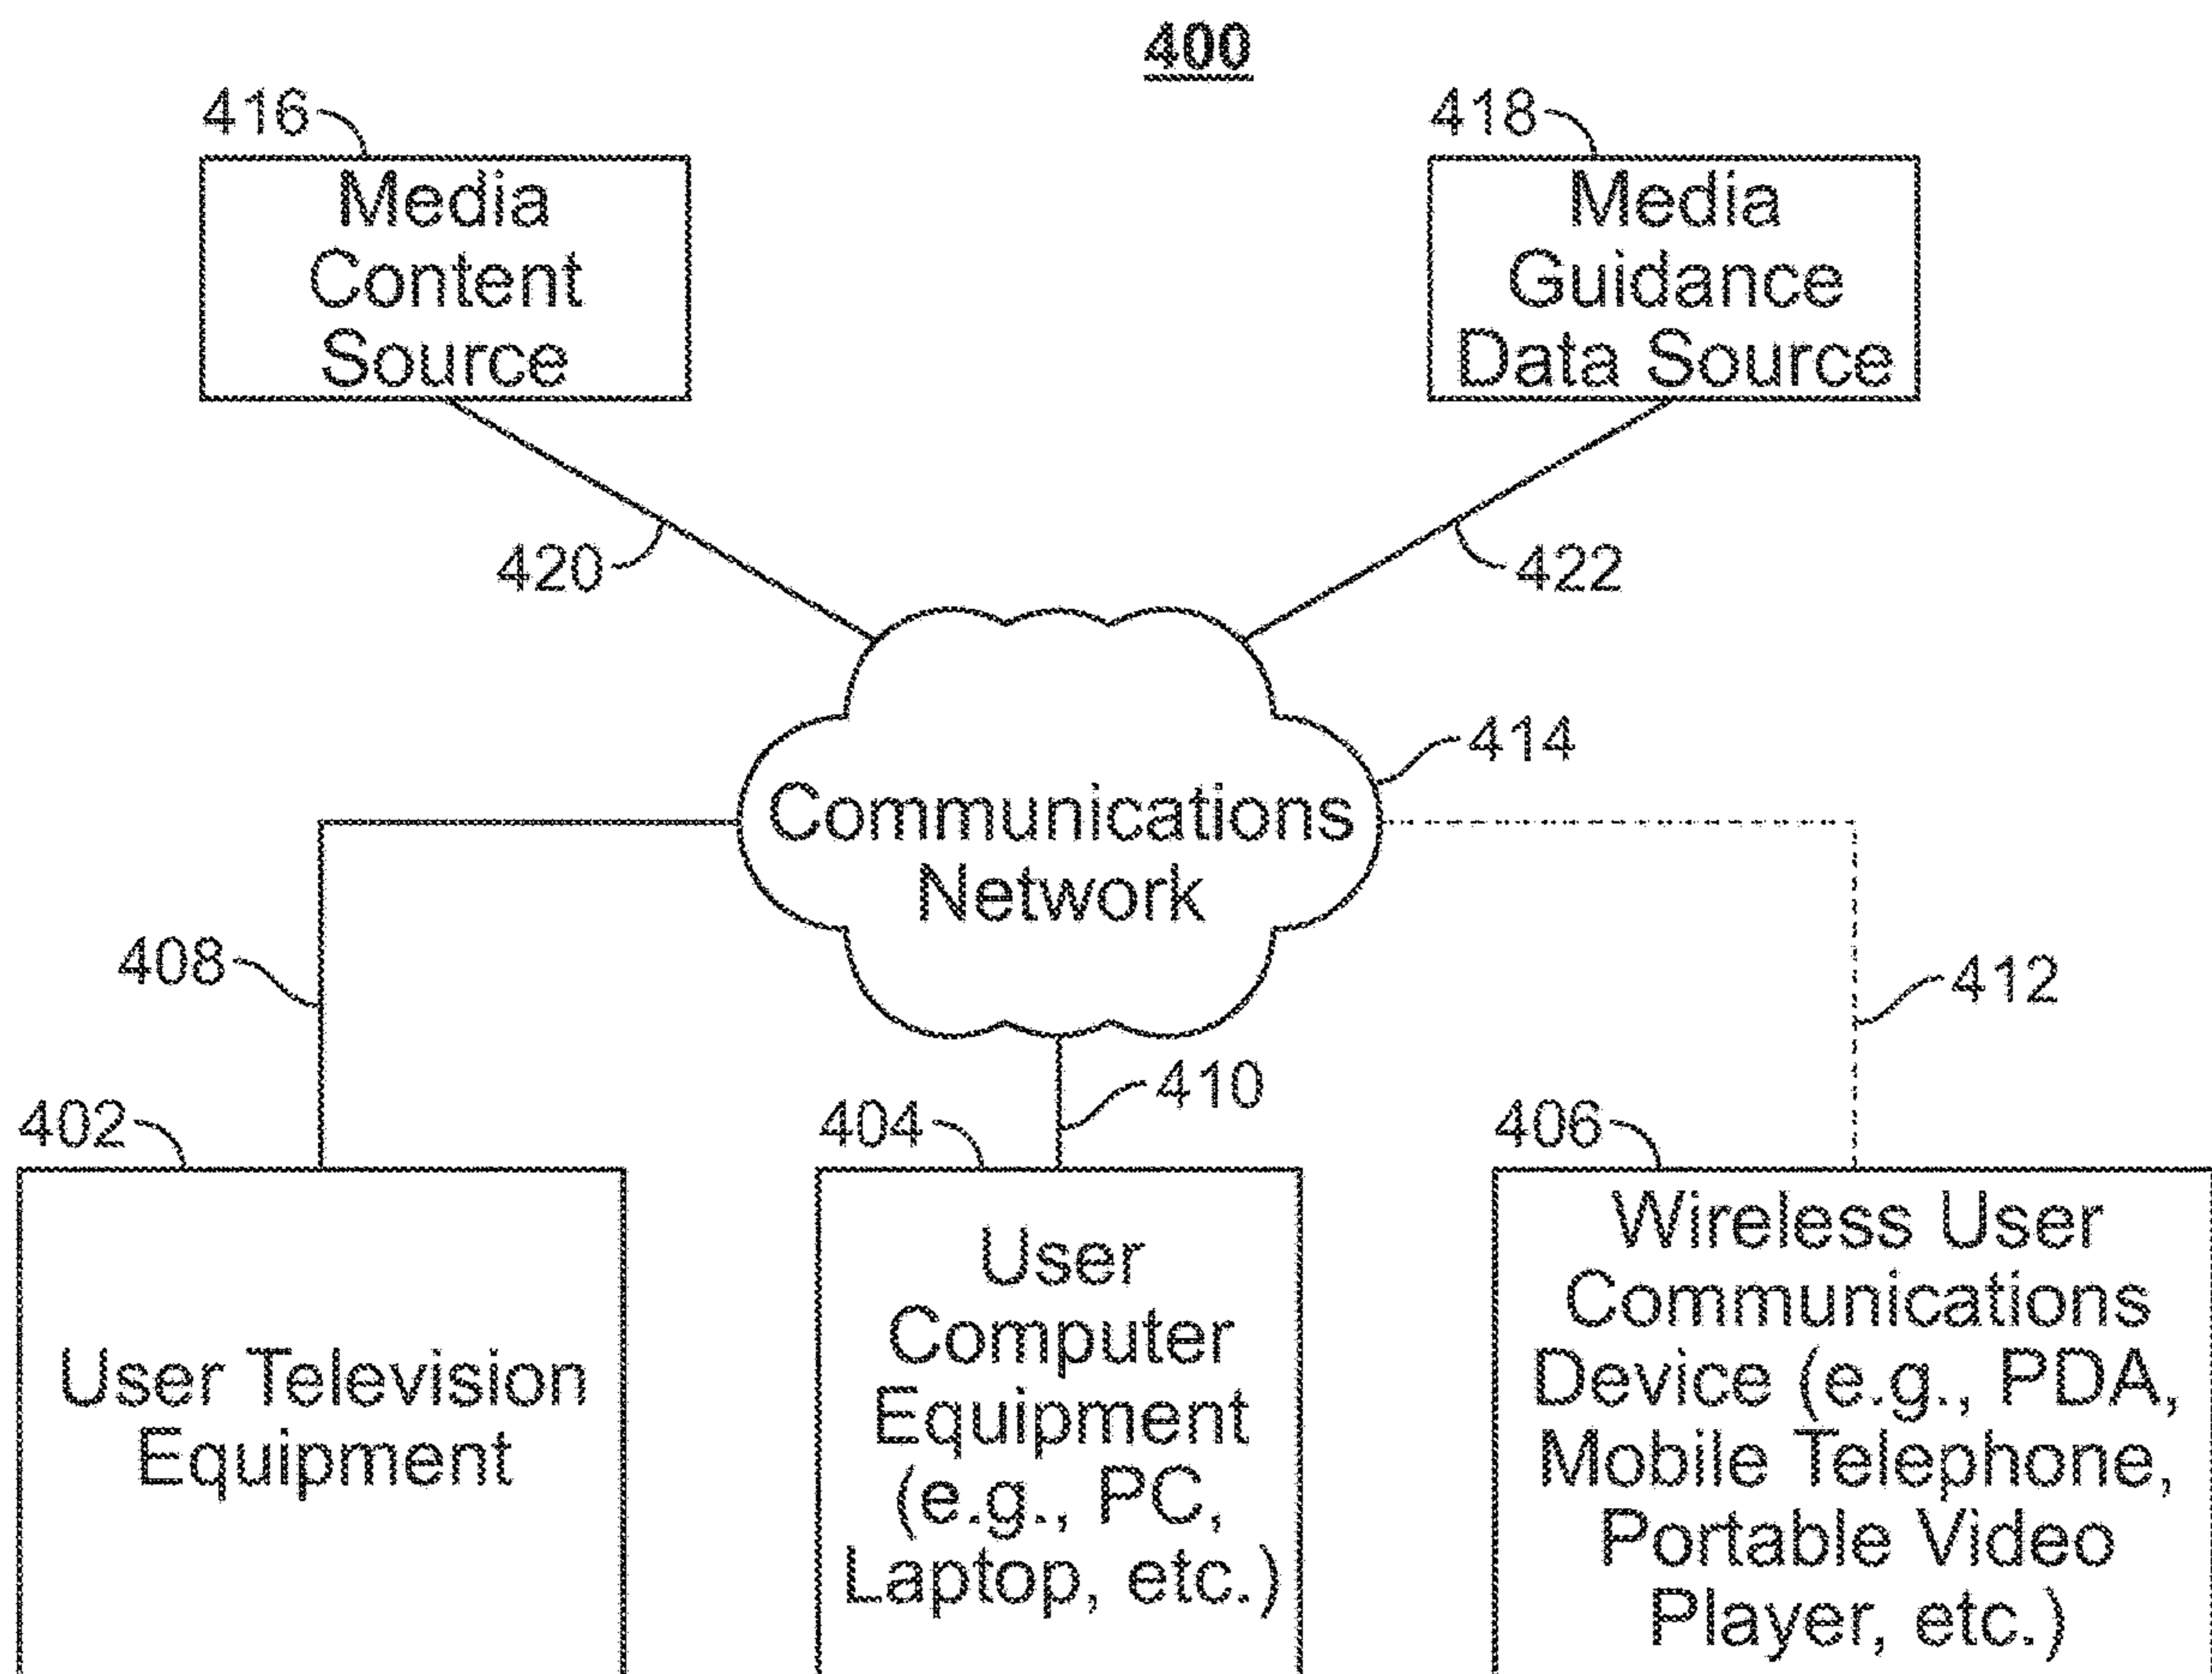 400
416
418
Media
Content
Source
Media
Guidance
Data Source
420
422
414
Communications
Network
408
412
410
402
404
406
User Television
Equipment
User
Computer
Equipment
(e.g., PC,
Laptop, etc.)
Wireless User
Communications
Device (e.g., PDA,
Mobile Telephone,
Portable Video
Player, etc.)